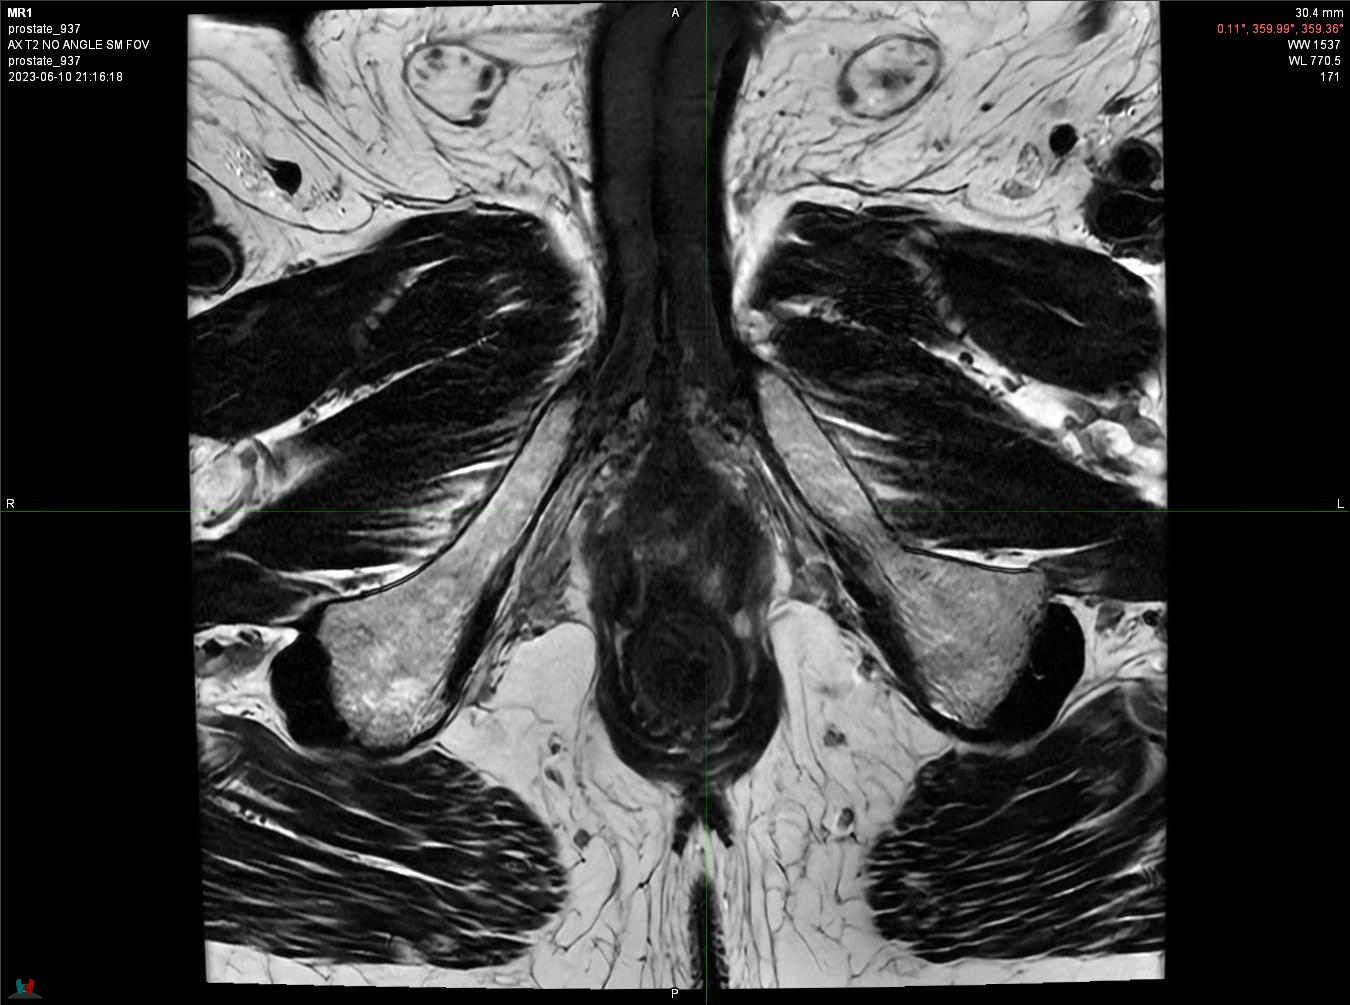 MR1
prostate_937
AX T2 NO ANGLE SM FOV
prostate_937
2023-06-10 21:16:18
A
30.4 mm
0.11°, 359.99°, 359.36°
WW 1537
WL 770.5
171
R
L
P